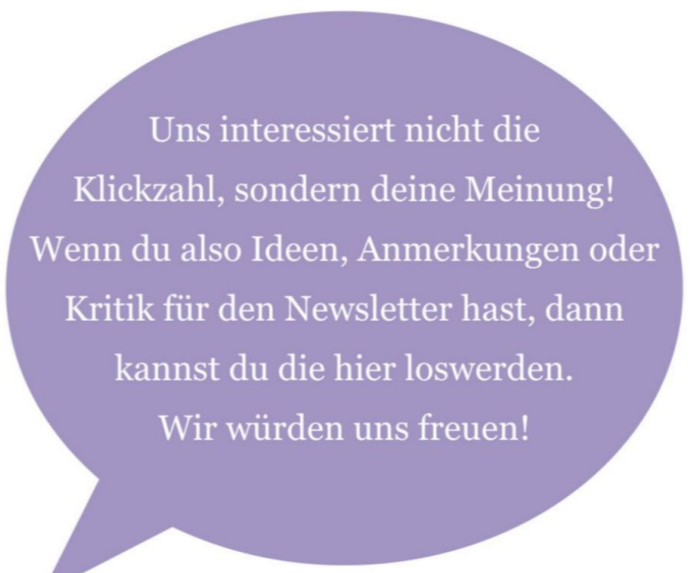 Uns interessiert nicht die
Klickzahl, sondern deine Meinung!
Wenn du also Ideen, Anmerkungen oder
Kritik für den Newsletter hast, dann
kannst du die hier loswerden.
Wir würden uns freuen!